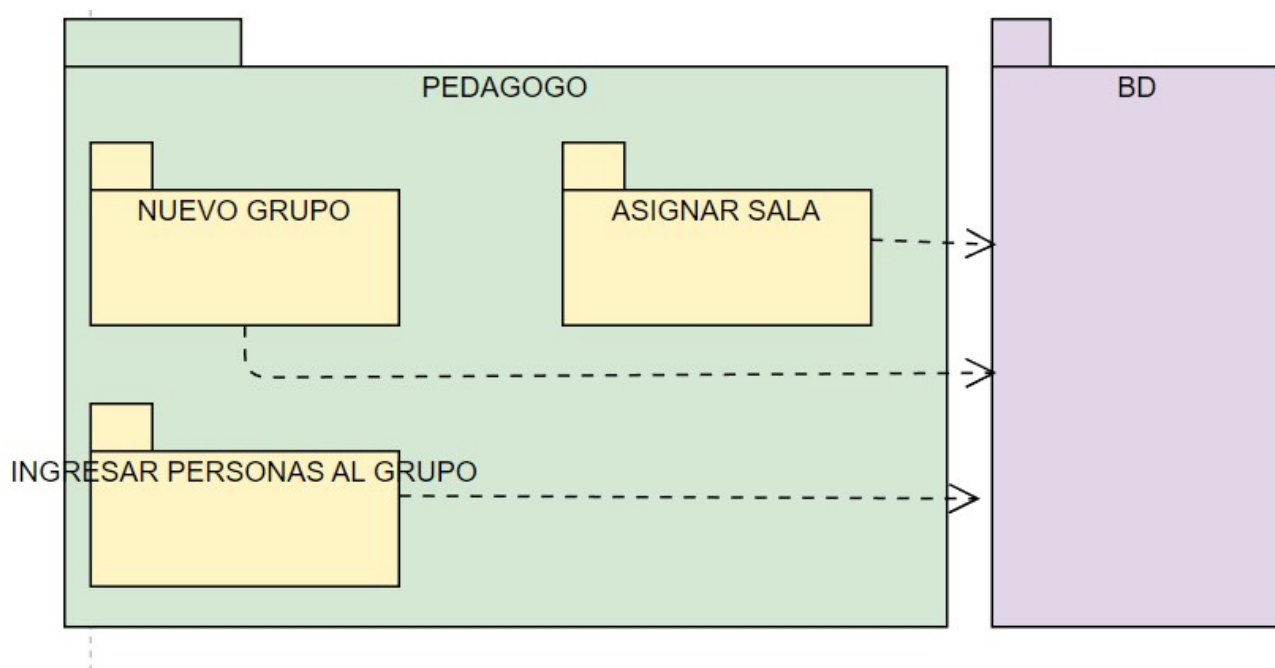 PEDAGOGO
BD
NUEVO GRUPO
ASIGNAR SALA
INGRESAR PERSONAS AL GRUPO